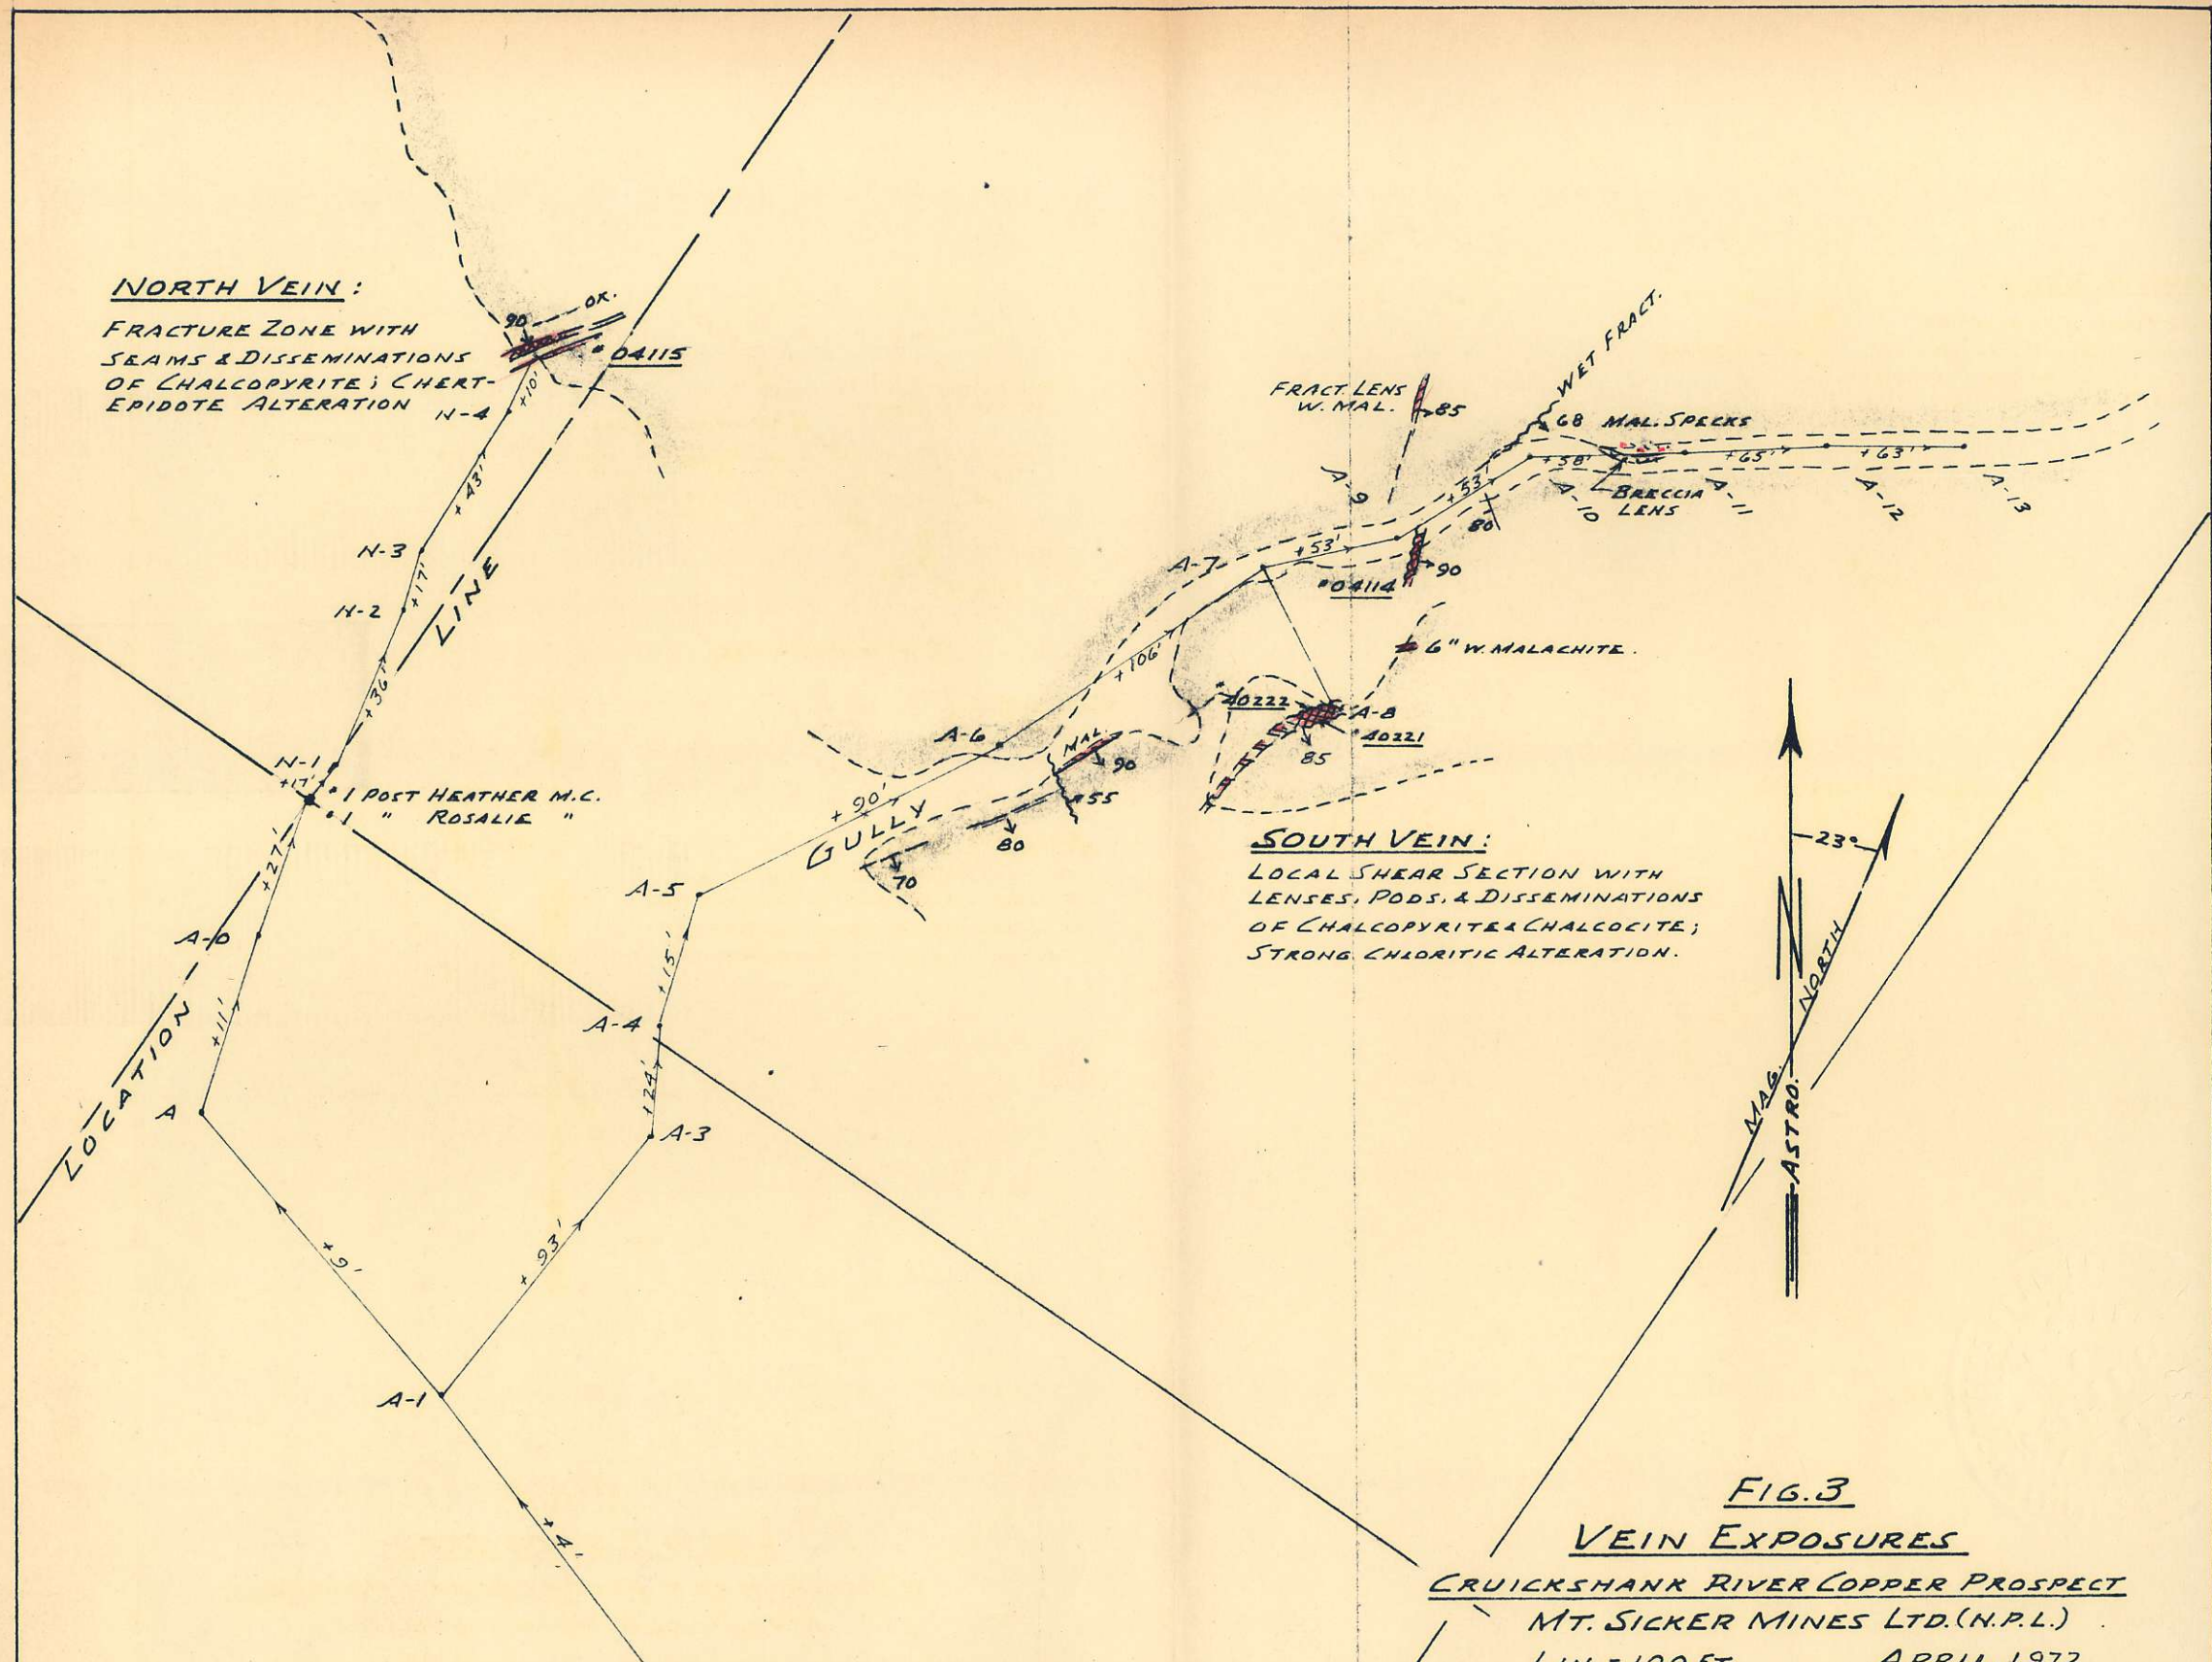 NORTH VEIN:
FRACTURE ZONE WITH
SEAMS & DISSEMINATIONS
OF CHALCOPYRITE; CHERT-
EPIDOTE ALTERATION
OX.
90
04115
+10'
N-4
+43'
N-3
+17'
N-2
LINE
+36'
N-1
+17'
1 POST HEATHER M.C.
1 " ROSALIE "
+27'
A-0
+11'
LOCATION
A
+9'
A-1
+4'
+93'
A-3
+24'
A-4
+15'
A-5
+90'
GULLY
70
80
A-6
MAL.
90
55
+106'
A-7
+53'
A-9
FRACT. LENS
W. MAL.
85
WET FRACT.
68
MAL. SPECKS
+53'
80
+58'
+65'
+63'
A-10
BRECCIA
LENS
A-11
A-12
A-13
90
04114
6" W. MALACHITE.
40222
A-8
40221
85
SOUTH VEIN:
LOCAL SHEAR SECTION WITH
LENSES, PODS, & DISSEMINATIONS
OF CHALCOPYRITE & CHALCOCITE;
STRONG CHLORITIC ALTERATION.
23°
N
MAG. NORTH
ASTRO.
FIG. 3
VEIN EXPOSURES
CRUICKSHANK RIVER COPPER PROSPECT
MT. SICKER MINES LTD. (N.P.L.)
1 IN = 100 FT. APRIL 1972